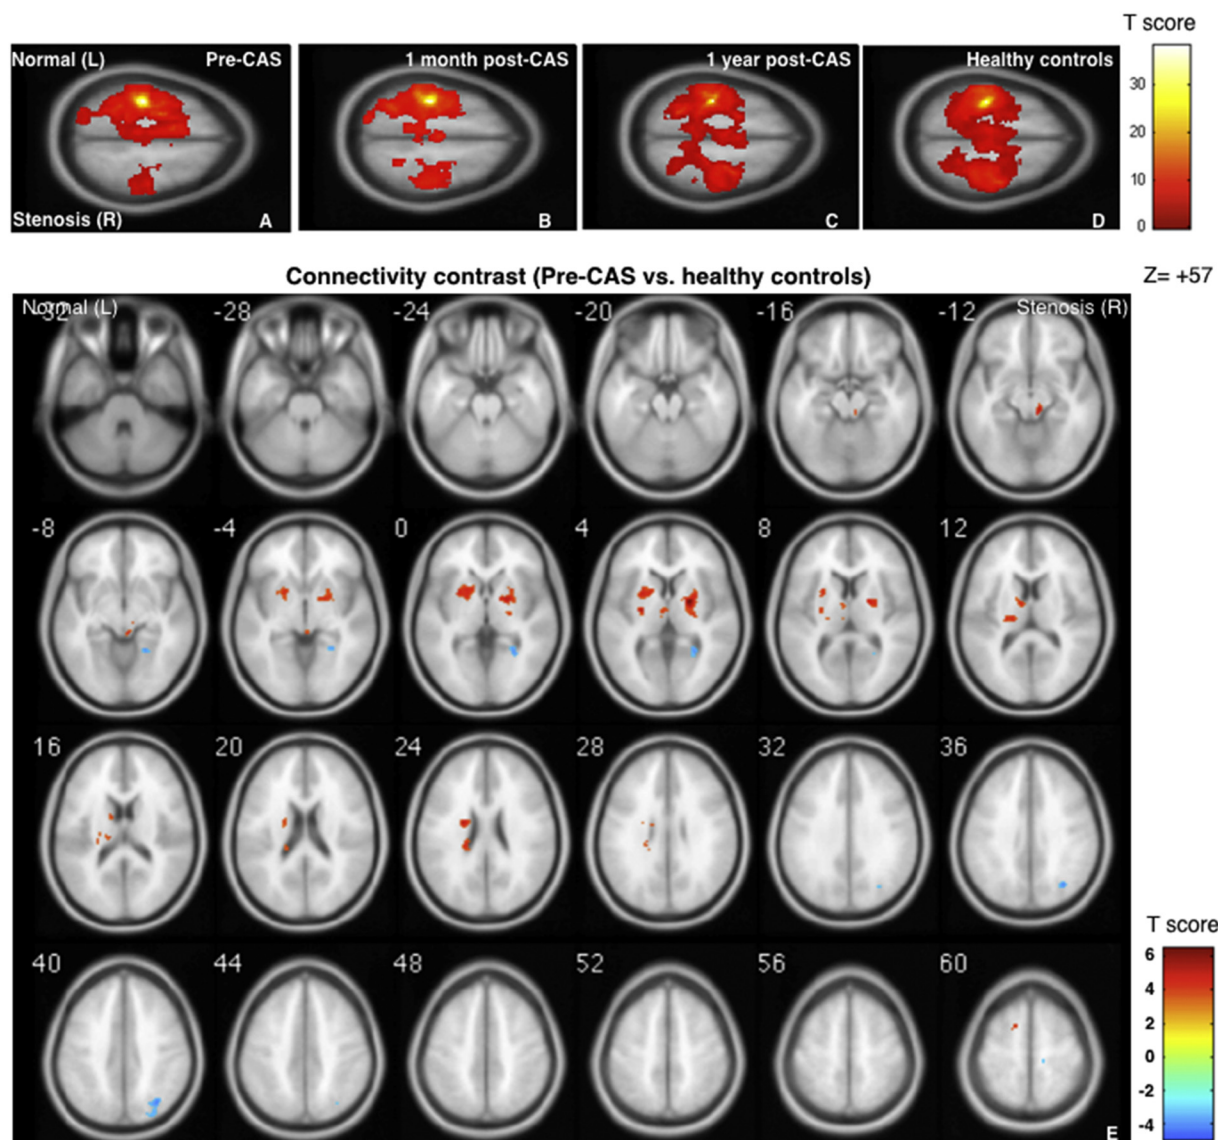 T score
Normal (L) Pre-CAS 1 month post-CAS 1 year post-CAS Healthy controls
30
20
10
0
Stenosis (R) A B C D
Connectivity contrast (Pre-CAS vs. healthy controls) Z= +57
Normal (L) Stenosis (R)
-32 -28 -24 -20 -16 -12
-8 -4 0 4 8 12
16 20 24 28 32 36
T score
40 44 48 52 56 60
6
4
2
0
-2
-4
E